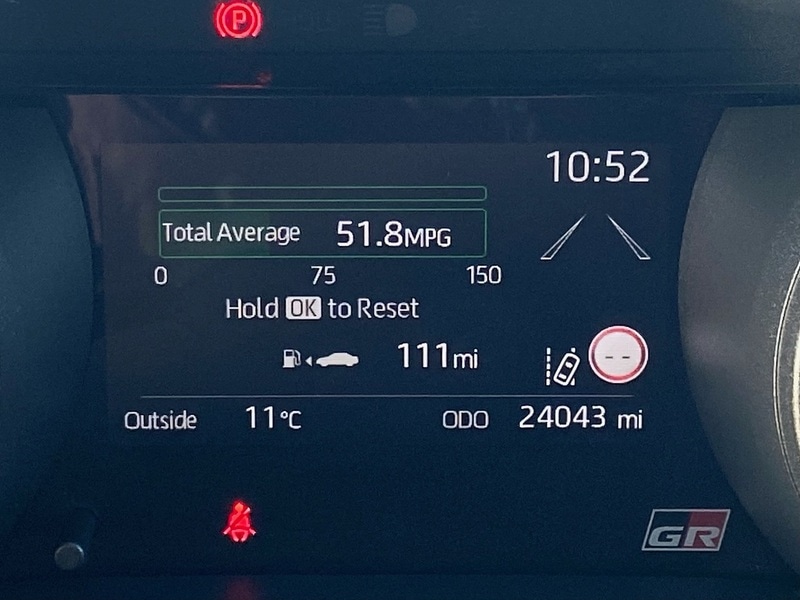 P
10:52
Total Average 51.8MPG
0 75 150
Hold OK to Reset
111mi
--
Outside 11°C ODO 24043 mi
GR